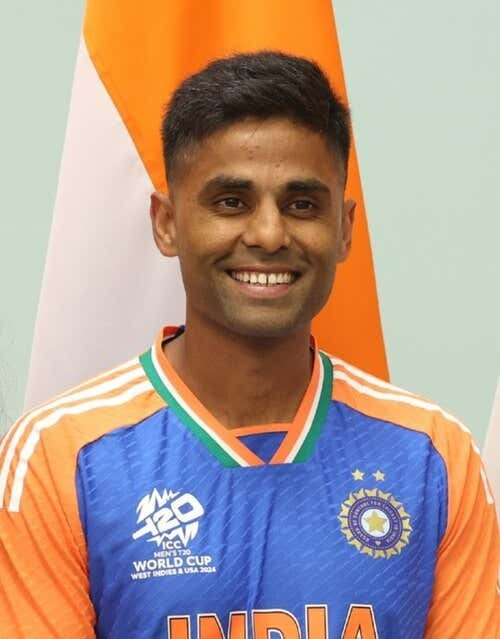 T20
ICC
MEN'S T20
WORLD CUP
WEST INDIES & USA 2024
INDIA